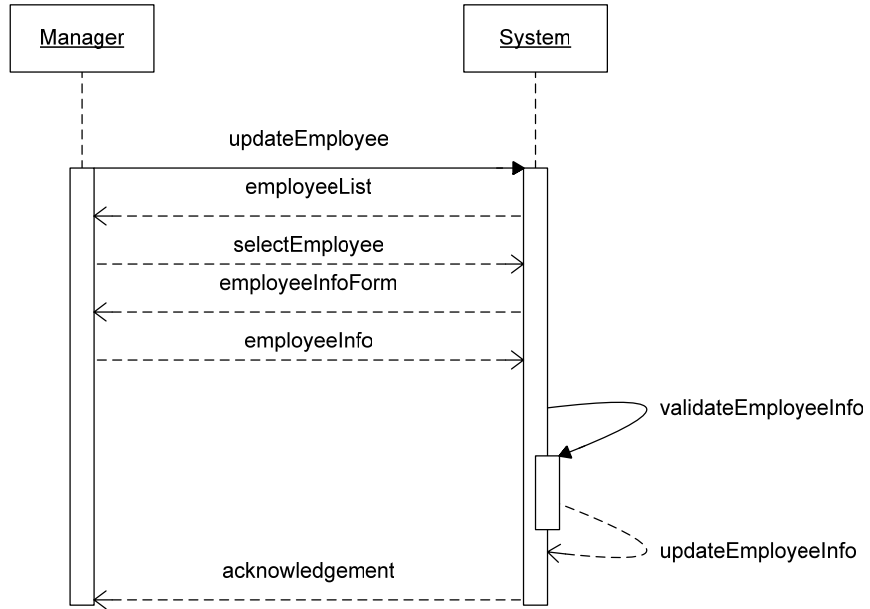 Manager
System
updateEmployee
employeeList
selectEmployee
employeeInfoForm
employeeInfo
validateEmployeeInfo
updateEmployeeInfo
acknowledgement